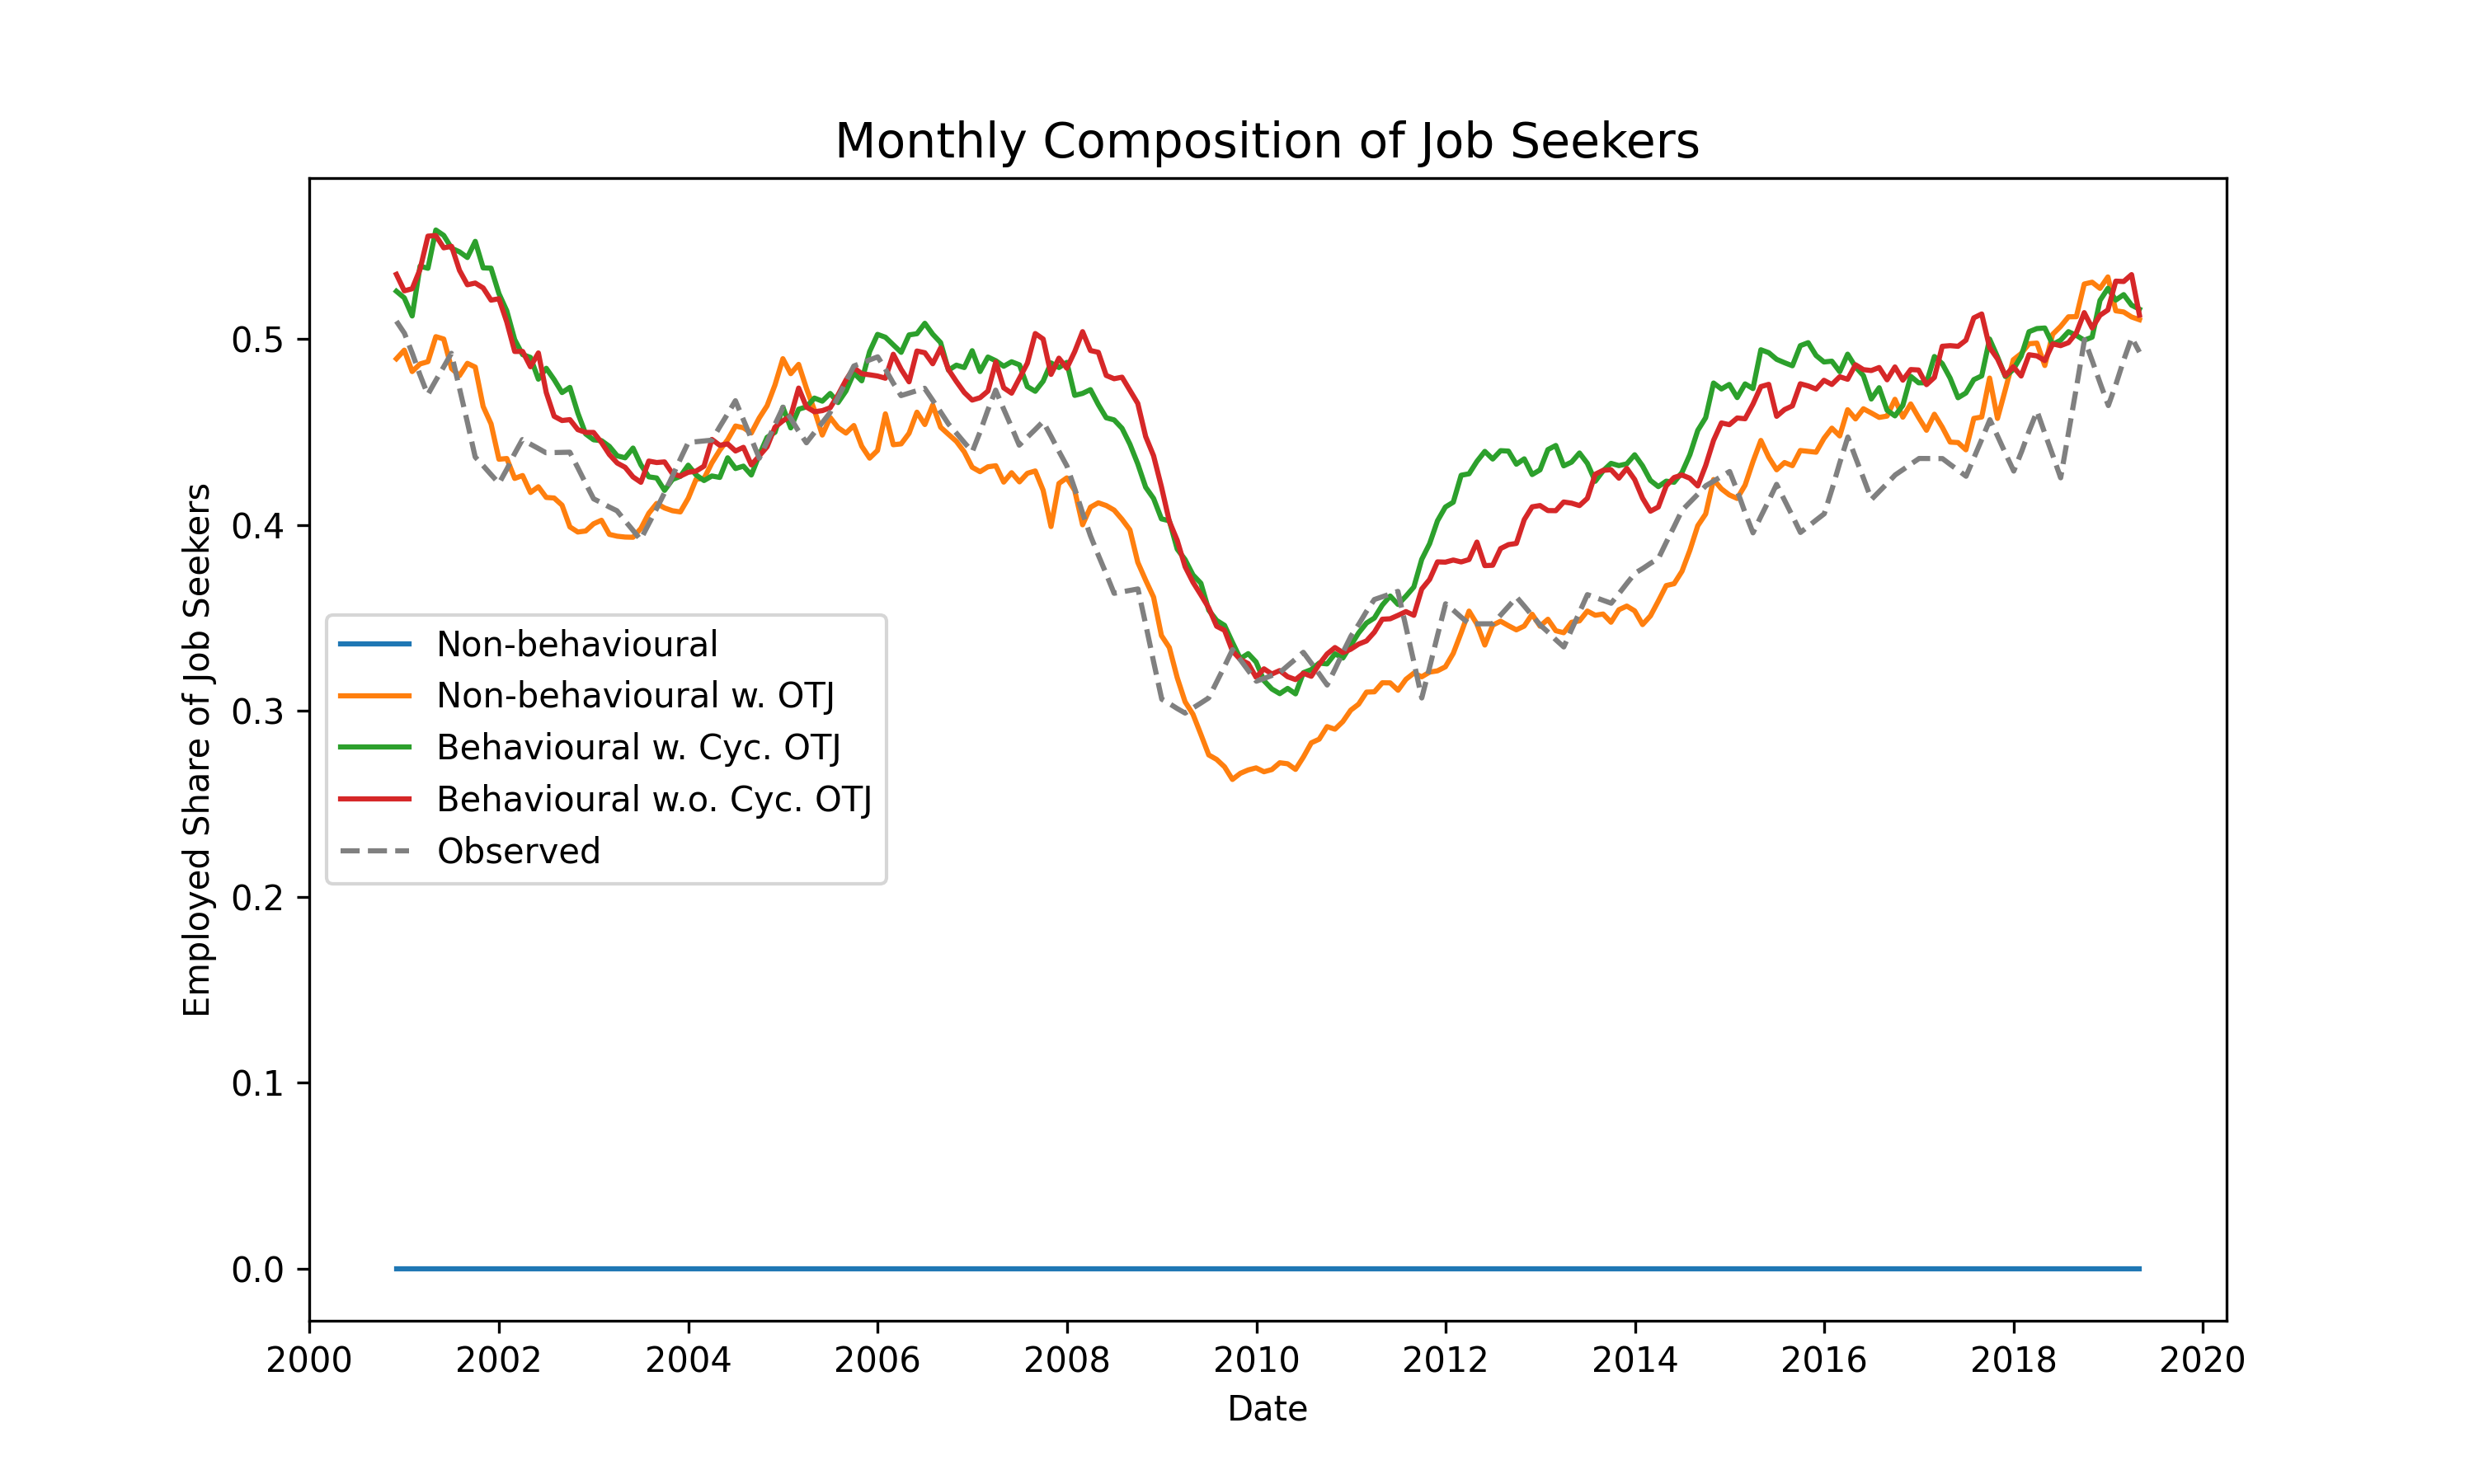 Monthly Composition of Job Seekers
Employed Share of Job Seekers
0.5
0.4
0.3
0.2
0.1
0.0
Non-behavioural
Non-behavioural w. OTJ
Behavioural w. Cyc. OTJ
Behavioural w.o. Cyc. OTJ
Observed
2000 2002 2004 2006 2008 2010 2012 2014 2016 2018 2020
Date